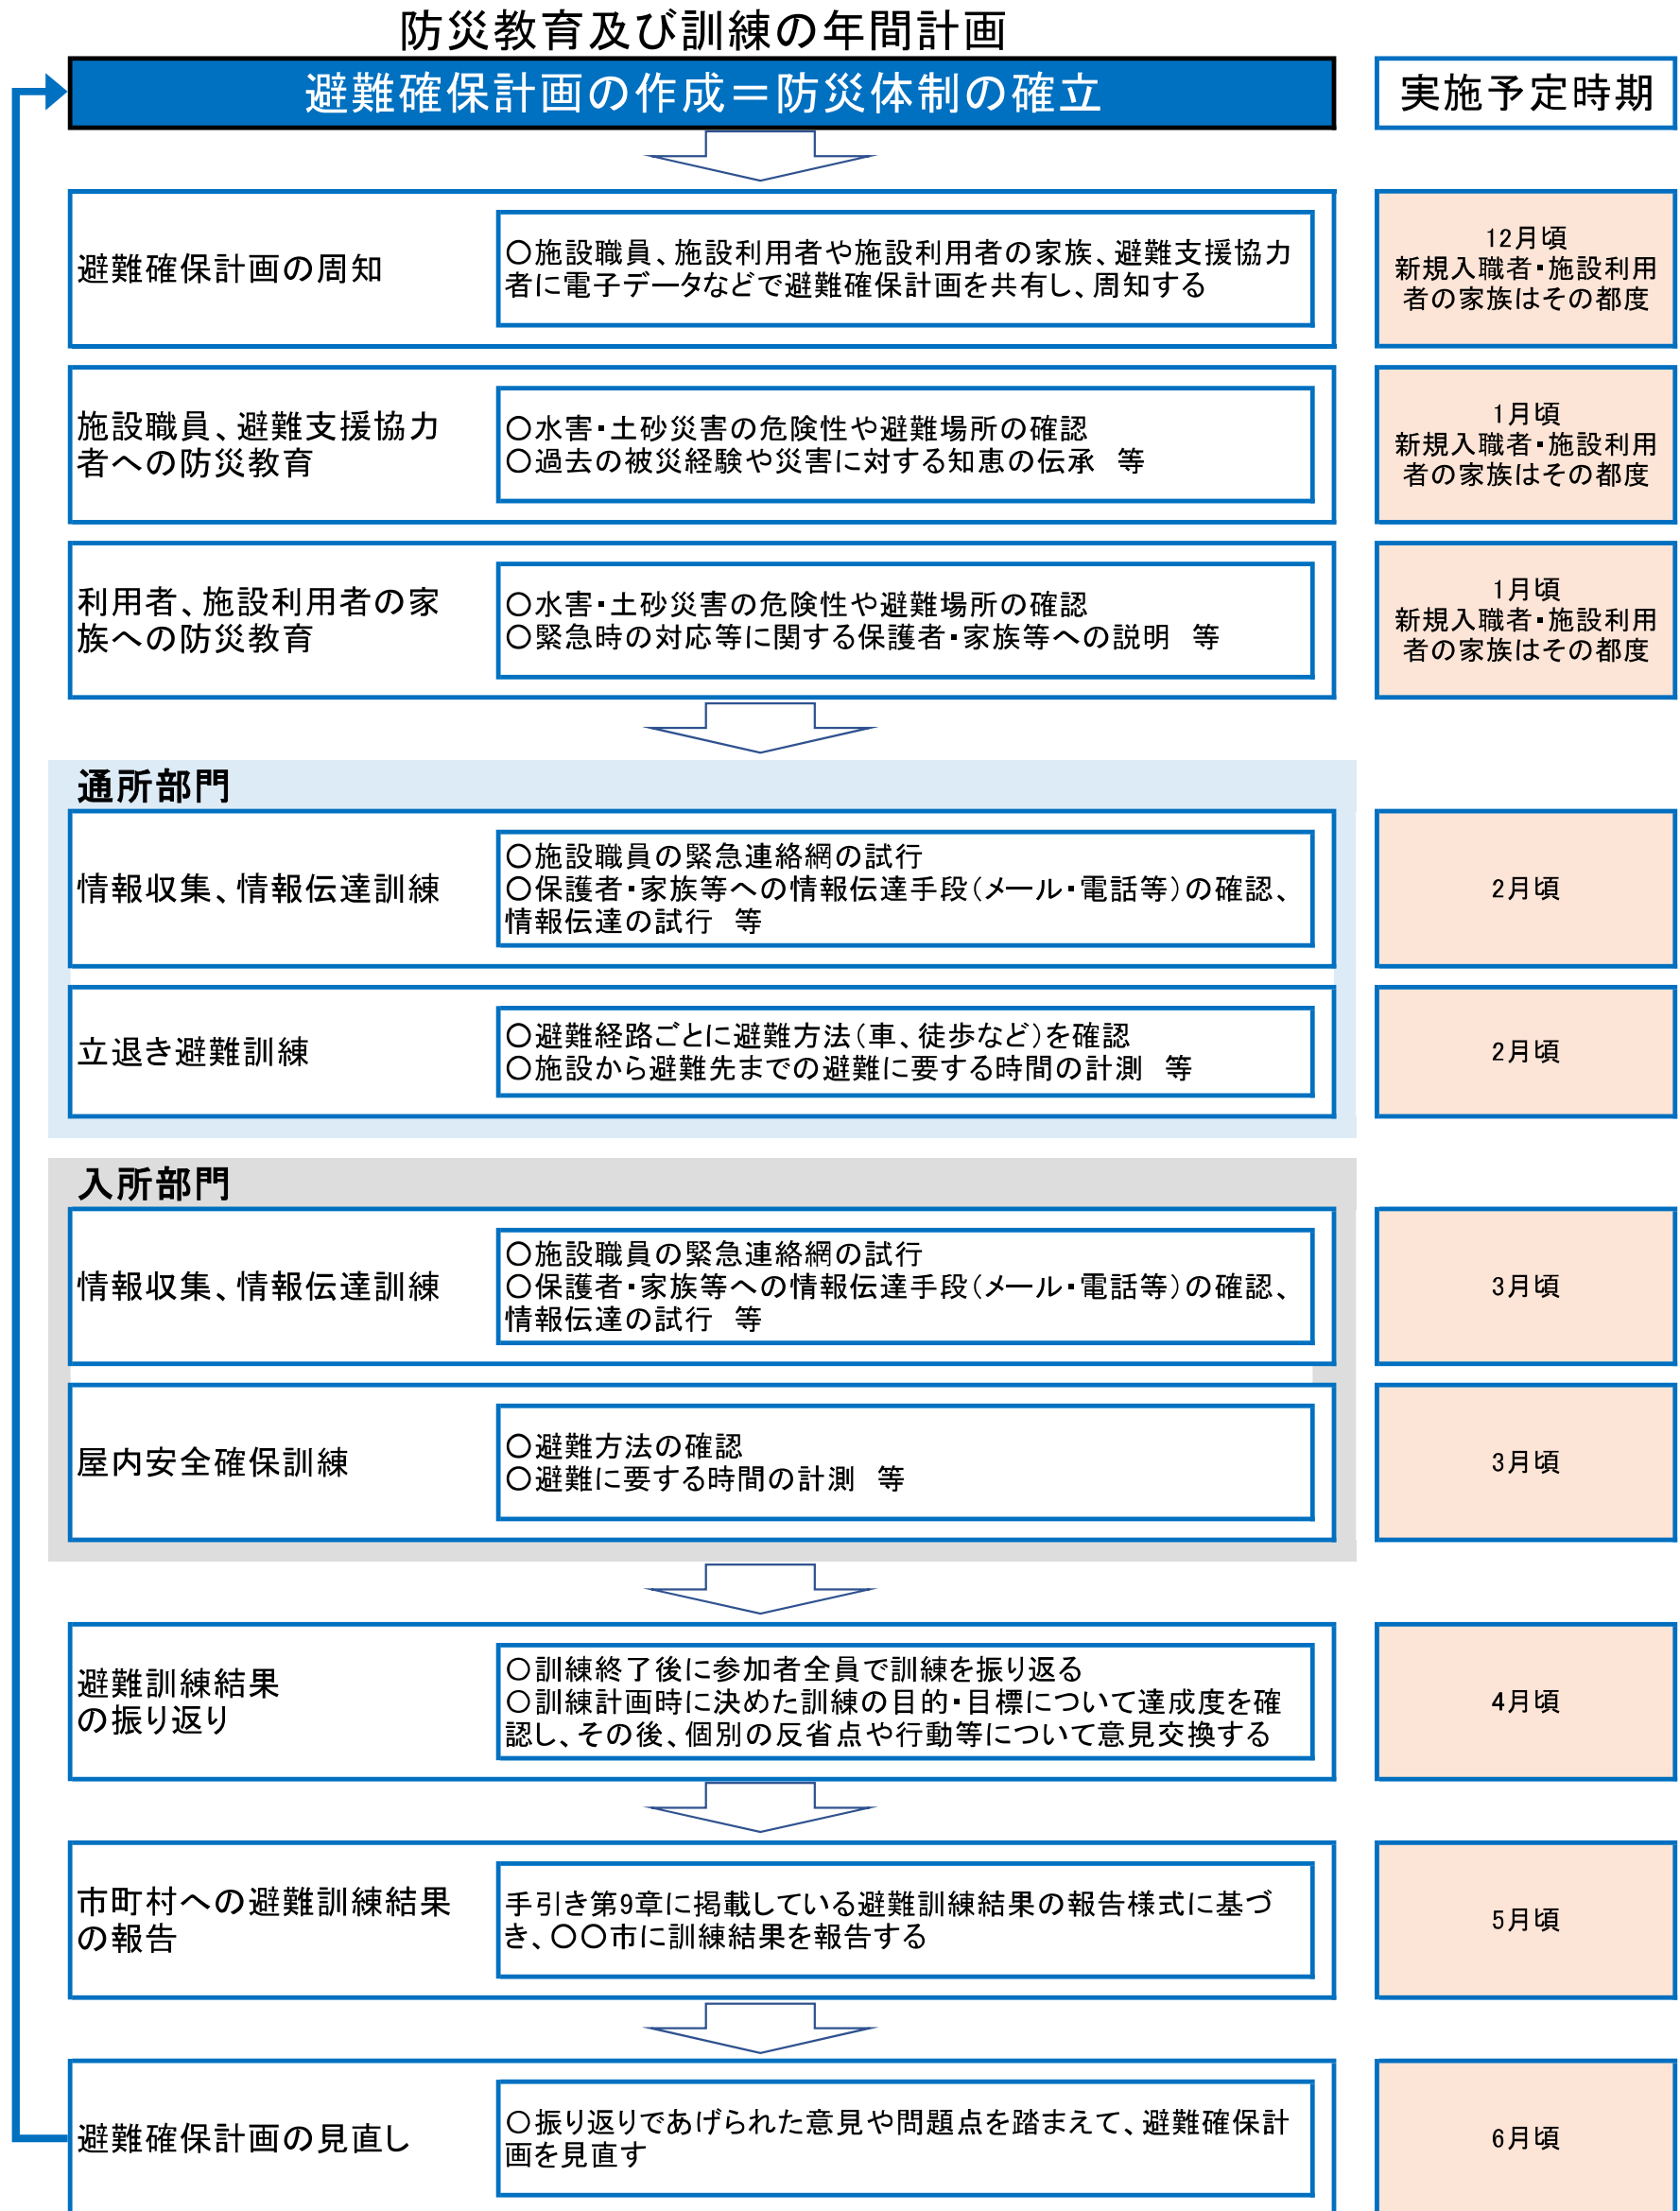 防災教育及び訓練の年間計画
避難確保計画の作成＝防災体制の確立
実施予定時期
避難確保計画の周知
〇施設職員、施設利用者や施設利用者の家族、避難支援協力
者に電子データなどで避難確保計画を共有し、周知する
12月頃
新規入職者・施設利用
者の家族はその都度
施設職員、避難支援協力
者への防災教育
〇水害・土砂災害の危険性や避難場所の確認
〇過去の被災経験や災害に対する知恵の伝承　等
1月頃
新規入職者・施設利用
者の家族はその都度
利用者、施設利用者の家
族への防災教育
〇水害・土砂災害の危険性や避難場所の確認
〇緊急時の対応等に関する保護者・家族等への説明　等
1月頃
新規入職者・施設利用
者の家族はその都度
通所部門
情報収集、情報伝達訓練
〇施設職員の緊急連絡網の試行
〇保護者・家族等への情報伝達手段（メール・電話等）の確認、
情報伝達の試行　等
2月頃
立退き避難訓練
〇避難経路ごとに避難方法（車、徒歩など）を確認
〇施設から避難先までの避難に要する時間の計測　等
2月頃
入所部門
情報収集、情報伝達訓練
〇施設職員の緊急連絡網の試行
〇保護者・家族等への情報伝達手段（メール・電話等）の確認、
情報伝達の試行　等
3月頃
屋内安全確保訓練
〇避難方法の確認
〇避難に要する時間の計測　等
3月頃
避難訓練結果
の振り返り
〇訓練終了後に参加者全員で訓練を振り返る
〇訓練計画時に決めた訓練の目的・目標について達成度を確
認し、その後、個別の反省点や行動等について意見交換する
4月頃
市町村への避難訓練結果
の報告
手引き第9章に掲載している避難訓練結果の報告様式に基づ
き、〇〇市に訓練結果を報告する
5月頃
避難確保計画の見直し
〇振り返りであげられた意見や問題点を踏まえて、避難確保計
画を見直す
6月頃